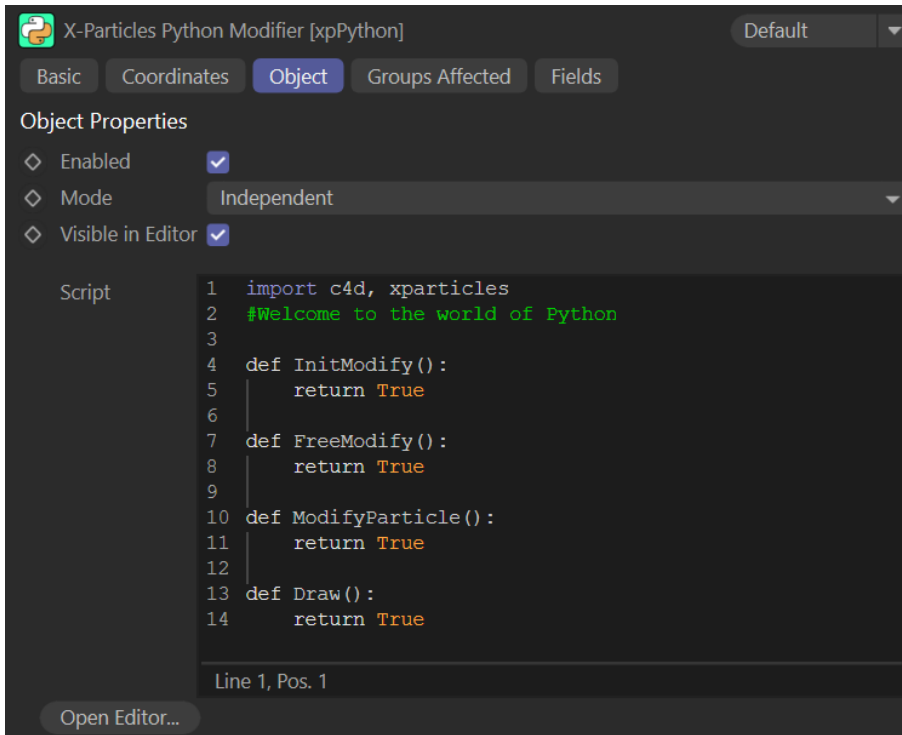 X-Particles Python Modifier [xpPython] Default
Basic Coordinates Object Groups Affected Fields
Object Properties
Enabled
Mode Independent
Visible in Editor
Script
1 import c4d, xparticles
2 #Welcome to the world of Python
3
4 def InitModify():
5     return True
6
7 def FreeModify():
8     return True
9
10 def ModifyParticle():
11     return True
12
13 def Draw():
14     return True
Line 1, Pos. 1
Open Editor...